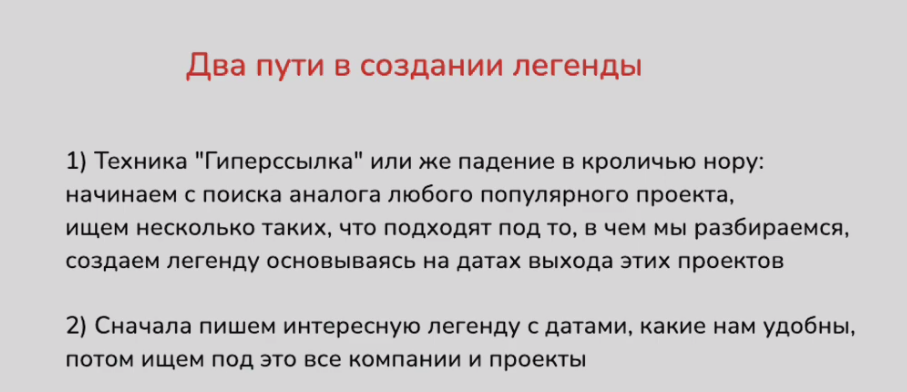 Два пути в создании легенды
1) Техника "Гиперссылка" или же падение в кроличью нору:
начинаем с поиска аналога любого популярного проекта,
ищем несколько таких, что подходят под то, в чем мы разбираемся,
создаем легенду основываясь на датах выхода этих проектов
2) Сначала пишем интересную легенду с датами, какие нам удобны,
потом ищем под это все компании и проекты